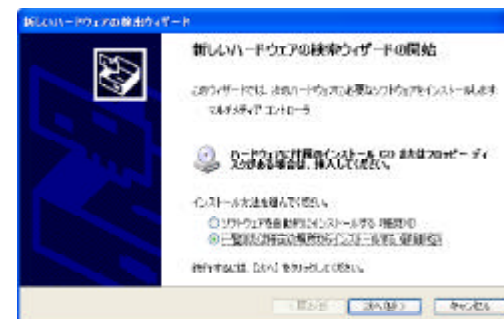 新しいハードウェアの検出ウィザード
新しいハードウェアの検索ウィザードの開始
このウィザードでは、次のハードウェアに必要なソフトウェアをインストールします:
マルチメディア コントローラ
ハードウェアに付属のインストール CD またはフロッピー ディ
スクがある場合は、挿入してください。
インストール方法を選んでください。
ソフトウェアを自動的にインストールする (推奨)(I)
一覧または特定の場所からインストールする (詳細)(S)
続行するには、[次へ] をクリックしてください。
< 戻る(B)
次へ(N) >
キャンセル